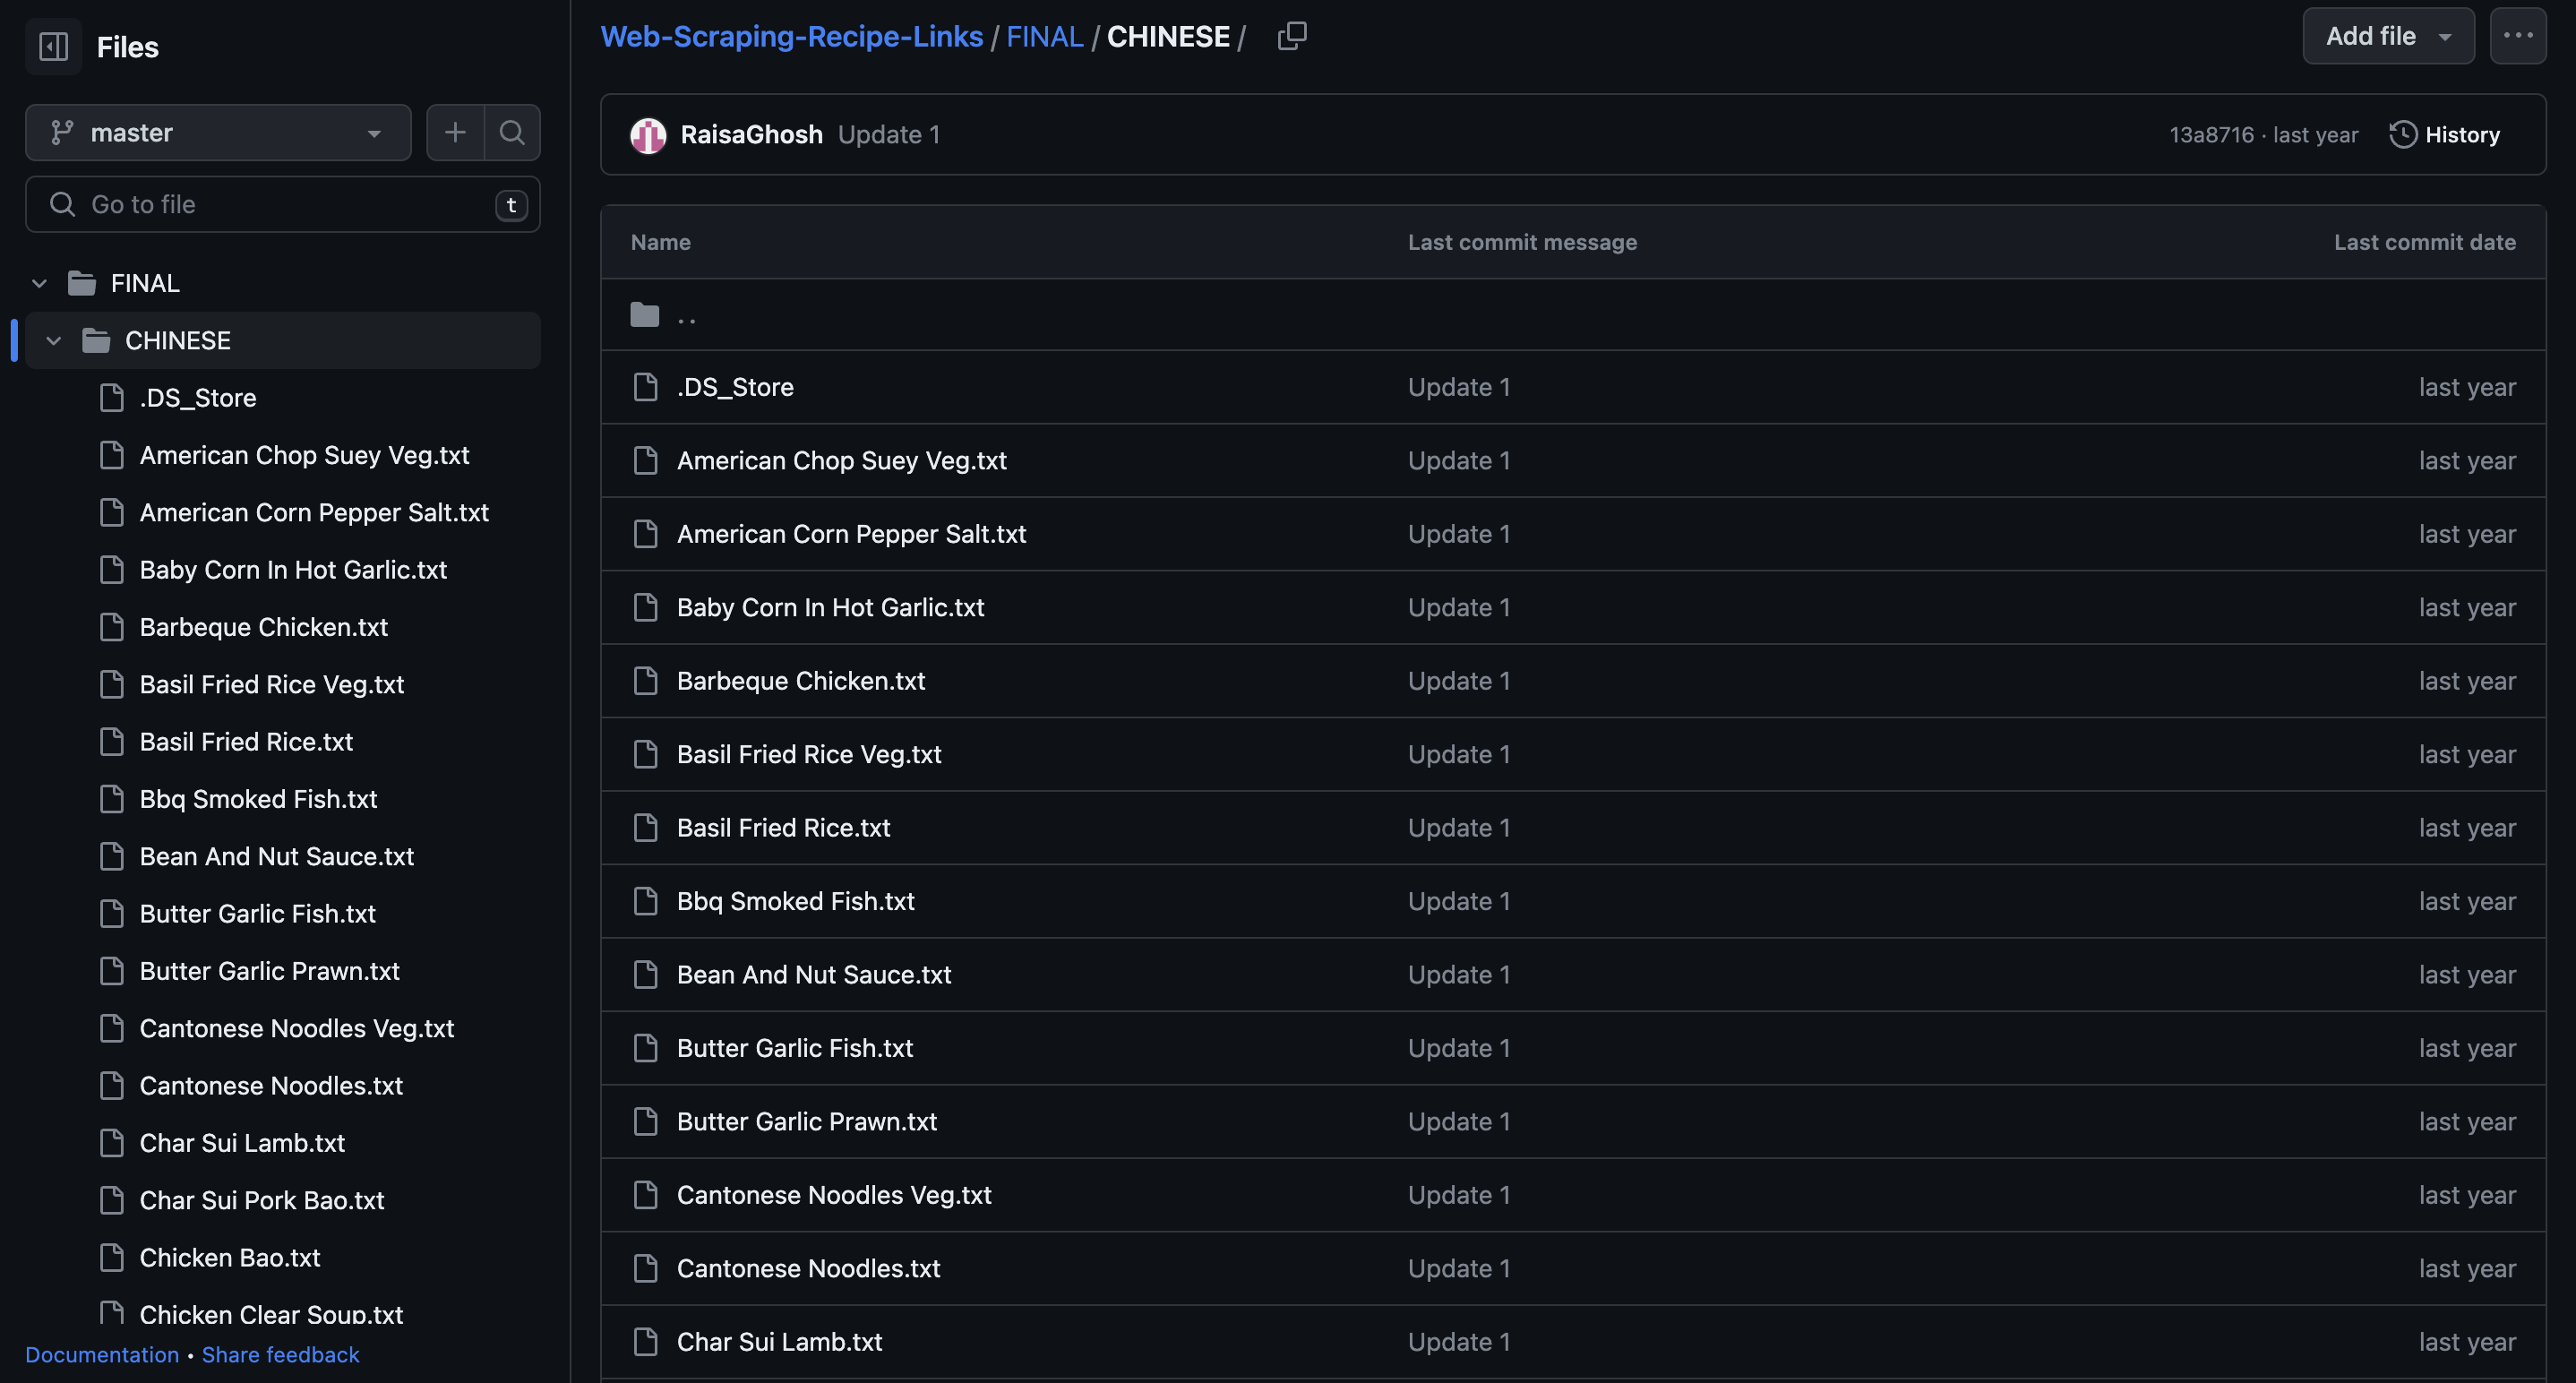 Files
master
Go to file
t
FINAL
CHINESE
.DS_Store
American Chop Suey Veg.txt
American Corn Pepper Salt.txt
Baby Corn In Hot Garlic.txt
Barbeque Chicken.txt
Basil Fried Rice Veg.txt
Basil Fried Rice.txt
Bbq Smoked Fish.txt
Bean And Nut Sauce.txt
Butter Garlic Fish.txt
Butter Garlic Prawn.txt
Cantonese Noodles Veg.txt
Cantonese Noodles.txt
Char Sui Lamb.txt
Char Sui Pork Bao.txt
Chicken Bao.txt
Chicken Clear Soup.txt
Documentation • Share feedback
Web-Scraping-Recipe-Links / FINAL / CHINESE /
Add file
RaisaGhosh Update 1
13a8716 · last year
History
Name Last commit message Last commit date
..
.DS_Store Update 1 last year
American Chop Suey Veg.txt Update 1 last year
American Corn Pepper Salt.txt Update 1 last year
Baby Corn In Hot Garlic.txt Update 1 last year
Barbeque Chicken.txt Update 1 last year
Basil Fried Rice Veg.txt Update 1 last year
Basil Fried Rice.txt Update 1 last year
Bbq Smoked Fish.txt Update 1 last year
Bean And Nut Sauce.txt Update 1 last year
Butter Garlic Fish.txt Update 1 last year
Butter Garlic Prawn.txt Update 1 last year
Cantonese Noodles Veg.txt Update 1 last year
Cantonese Noodles.txt Update 1 last year
Char Sui Lamb.txt Update 1 last year